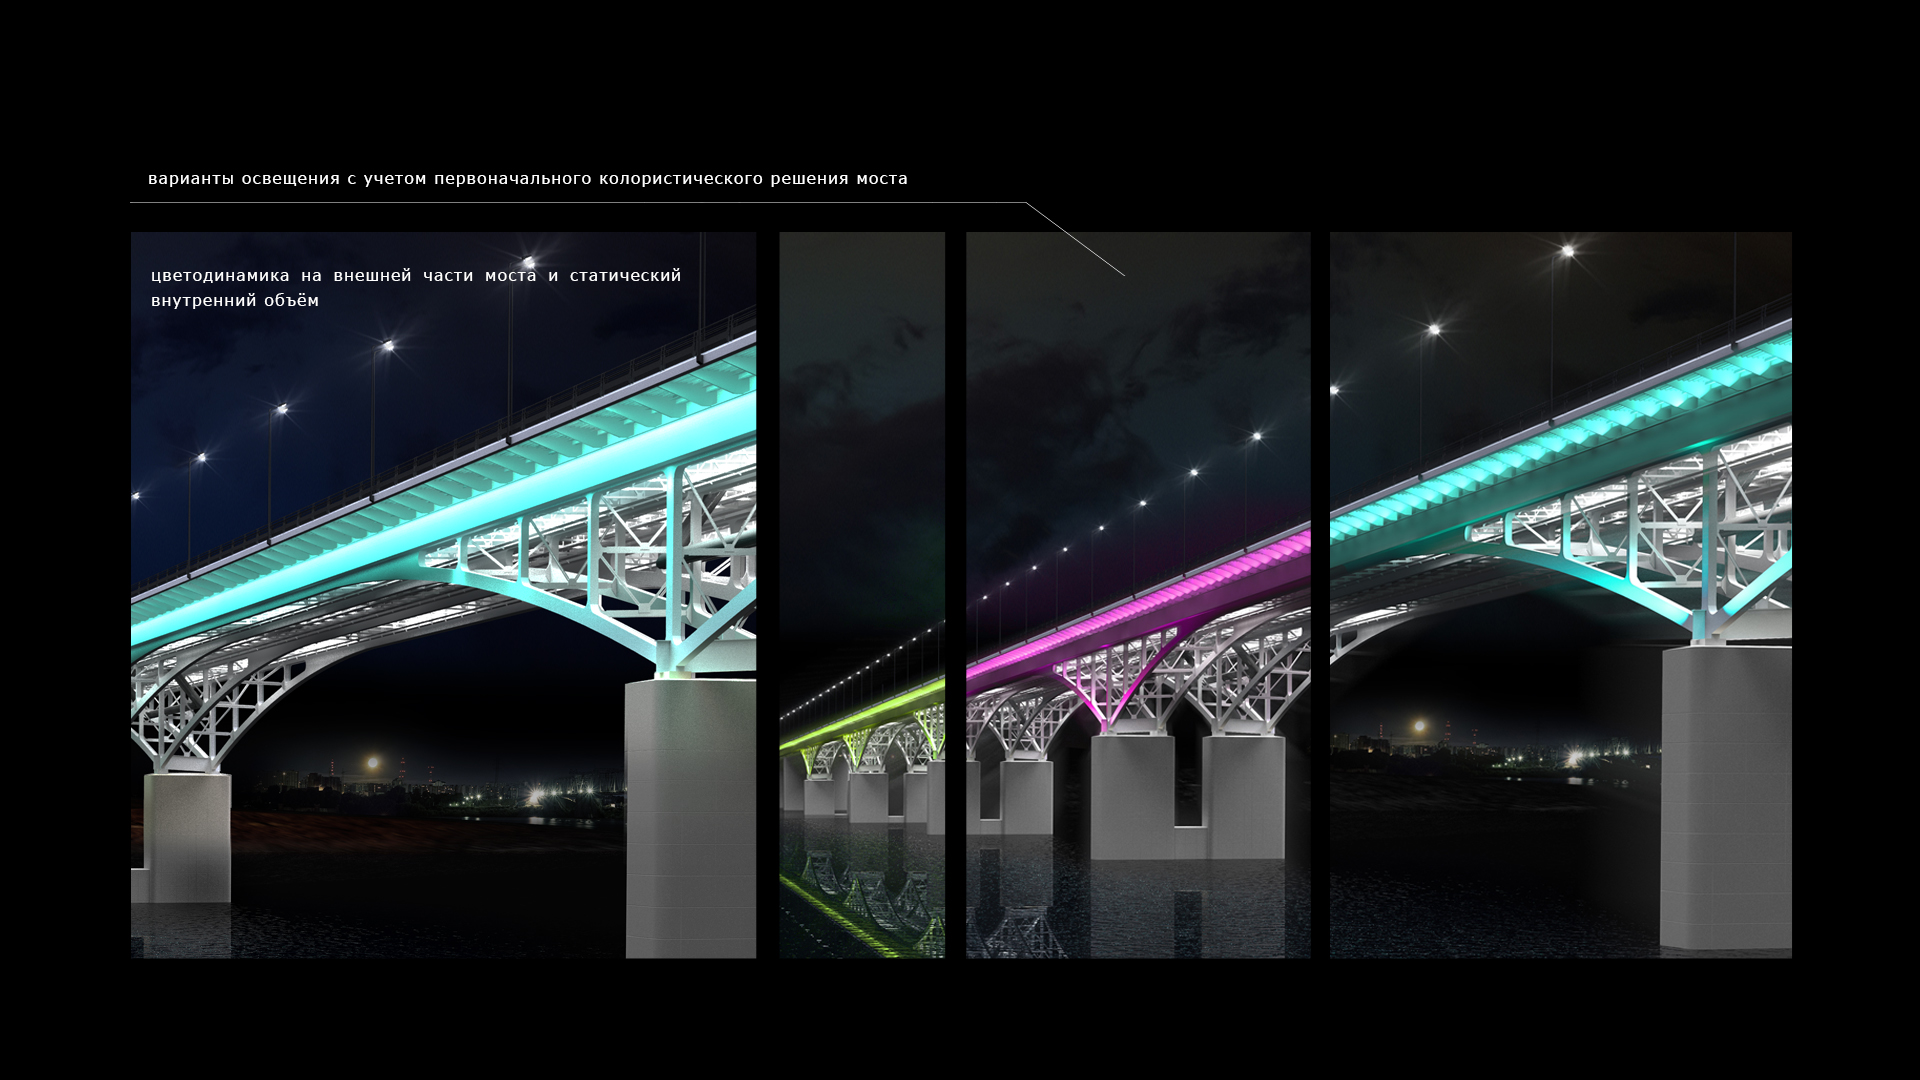 варианты освещения с учетом первоначального колористического решения моста
цветодинамика на внешней части моста и статический
внутренний объём